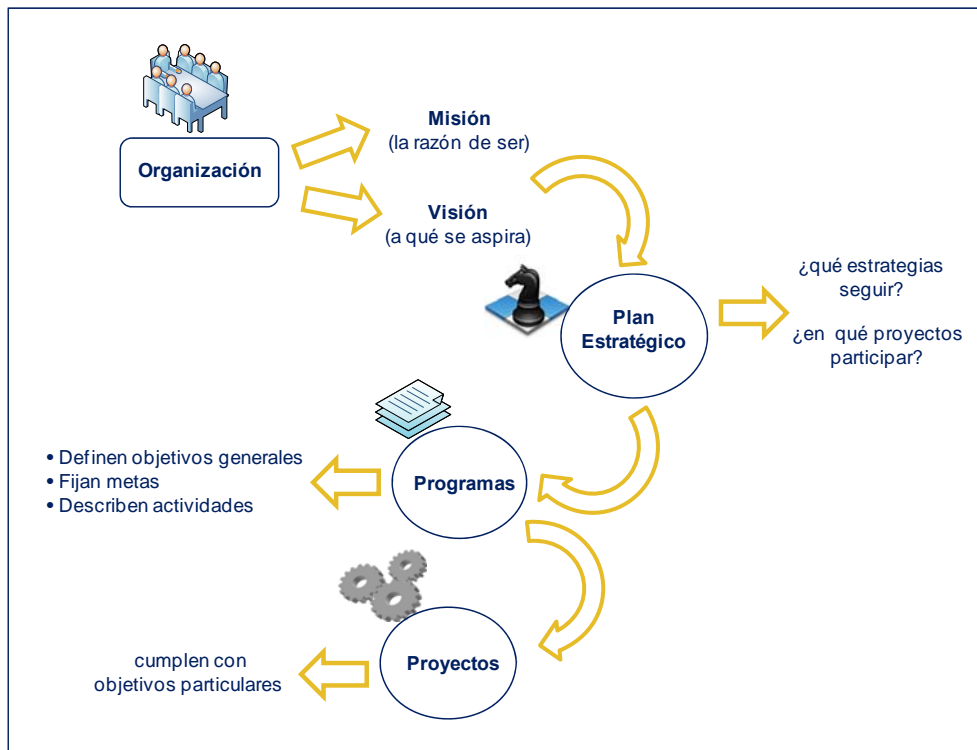 Organización
Misión
(la razón de ser)
Visión
(a qué se aspira)
Plan
Estratégico
¿qué estrategias
seguir?
¿en qué proyectos
participar?
• Definen objetivos generales
• Fijan metas
• Describen actividades
Programas
Proyectos
cumplen con
objetivos particulares